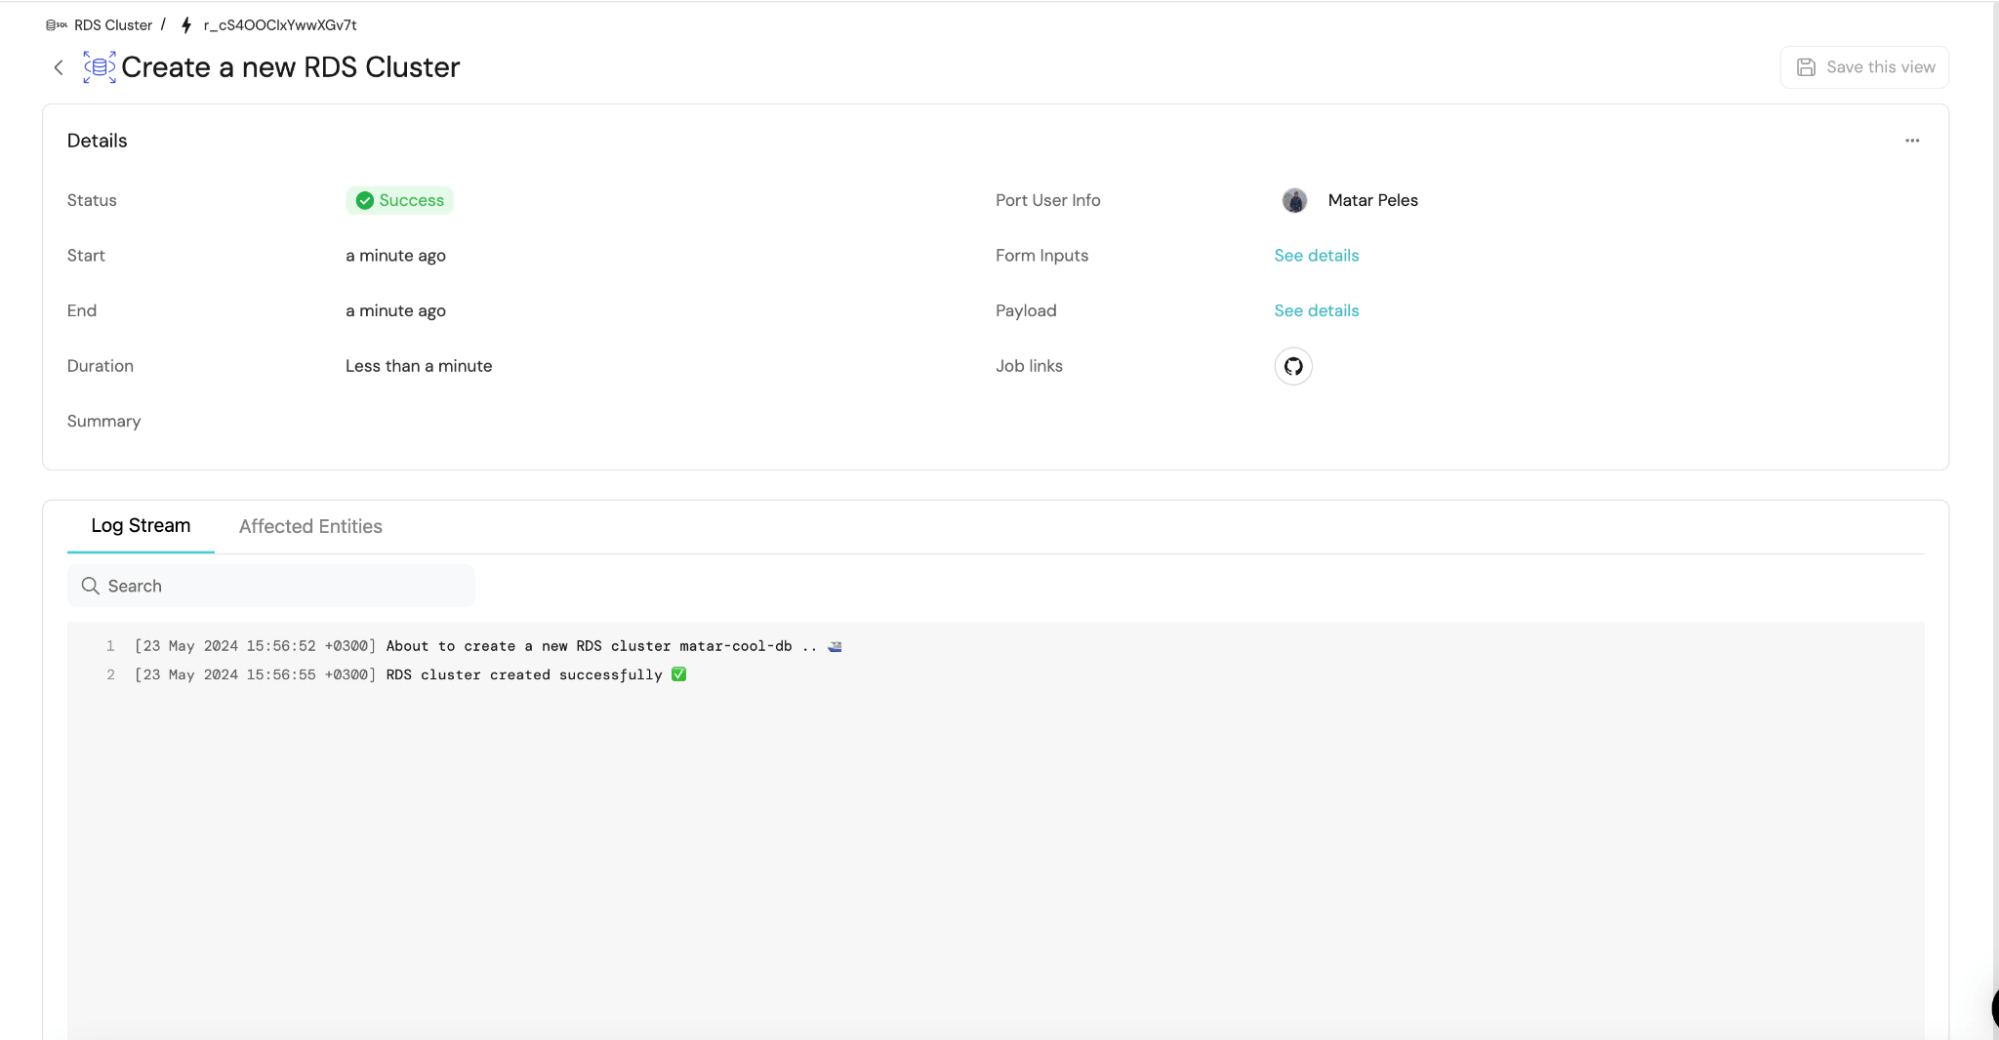 RDS Cluster / r_cS4OOClxYwwXGv7t
Create a new RDS Cluster
Save this view
Details
Status Success
Port User Info Matar Peles
Start a minute ago
Form Inputs See details
End a minute ago
Payload See details
Duration Less than a minute
Job links
Summary
Log Stream Affected Entities
Search
1 [23 May 2024 15:56:52 +0300] About to create a new RDS cluster matar-cool-db .. 🚢
2 [23 May 2024 15:56:55 +0300] RDS cluster created successfully ✅